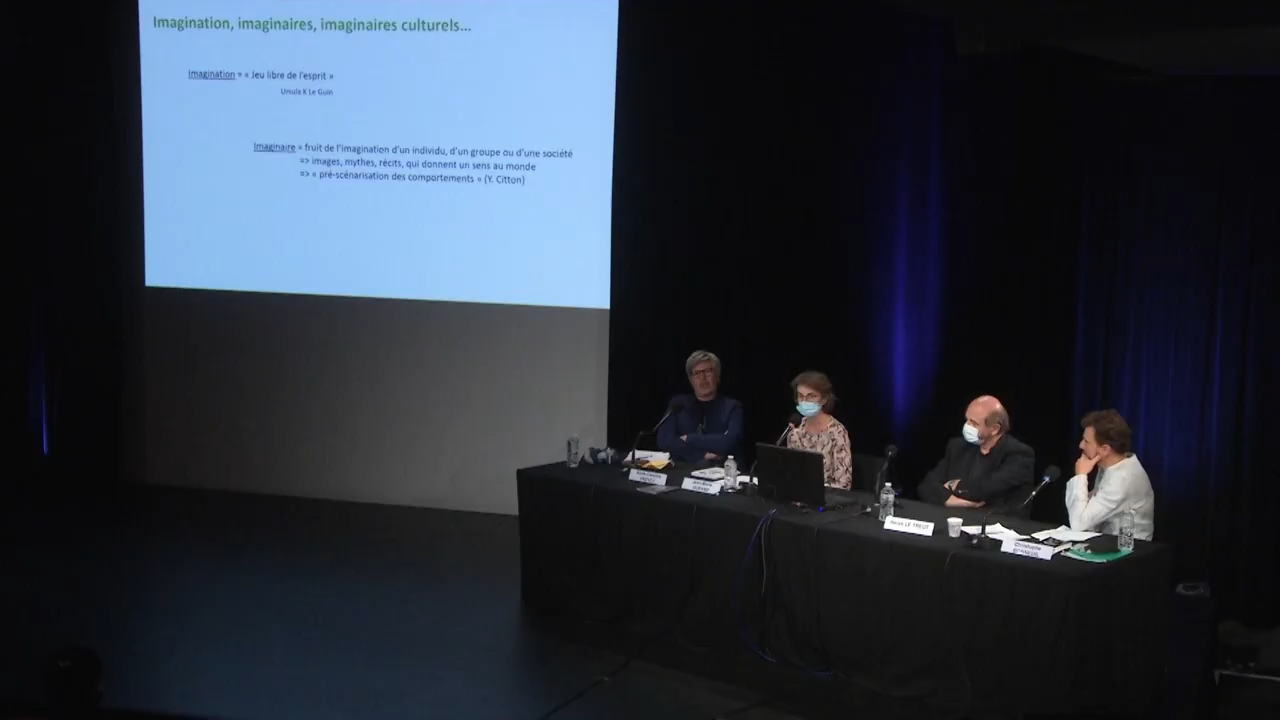 Imagination, imaginaires, imaginaires culturels...
Imagination = « Jeu libre de l'esprit »
Ursula K Le Guin
Imaginaire = fruit de l'imagination d'un individu, d'un groupe ou d'une société
=> images, mythes, récits, qui donnent un sens au monde
=> « pré-scénarisation des comportements » (Y. Citton)
LE TREUT
Christophe